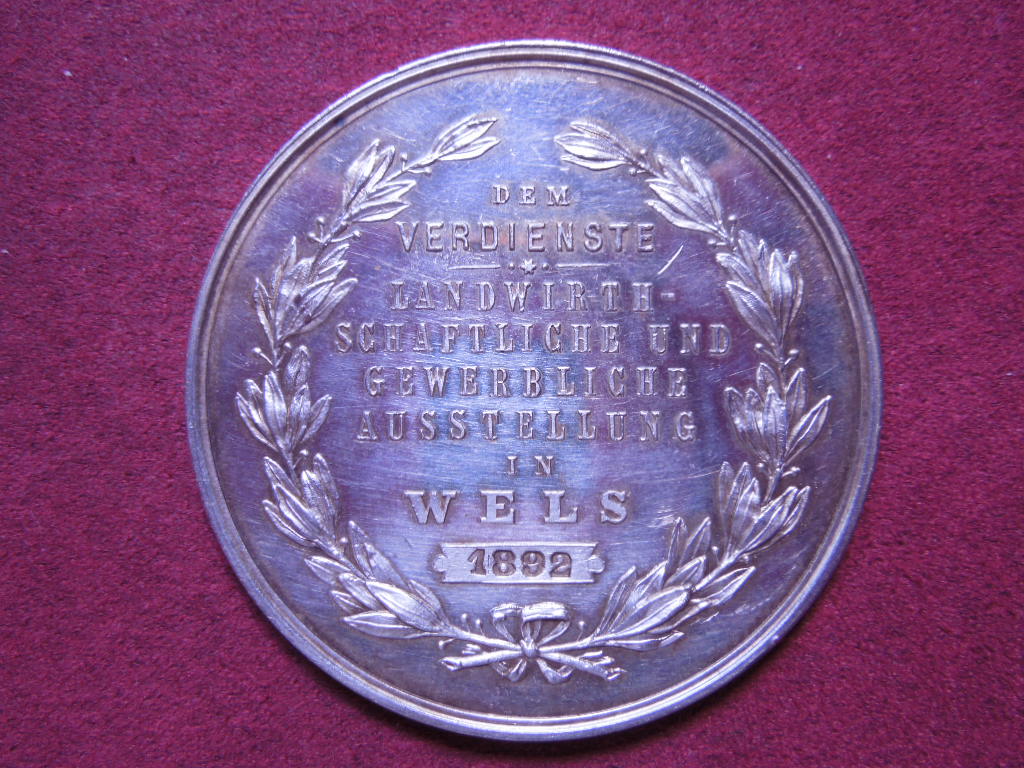 DEM
VERDIENSTE
LANDWIRTH-
SCHAFTLICHE UND
GEWERBLICHE
AUSSTELLUNG
IN
WELS
1892